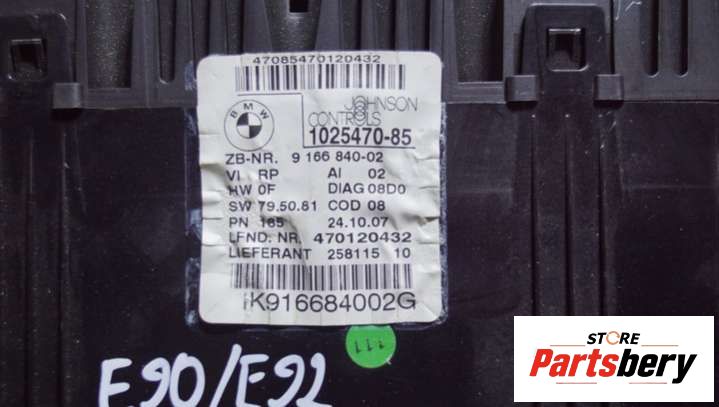 47085470120432
BMW
JOHNSON
CONTROLS
1025470-85
ZB-NR. 9 166 840-02
VI RP AI 02
HW 0F DIAG 08D0
SW 79.50.81 COD 08
PN 185 24.10.07
LFND. NR. 470120432
LIEFERANT 258115 10
K916684002G
111
E90/E92
STORE
Partsbery